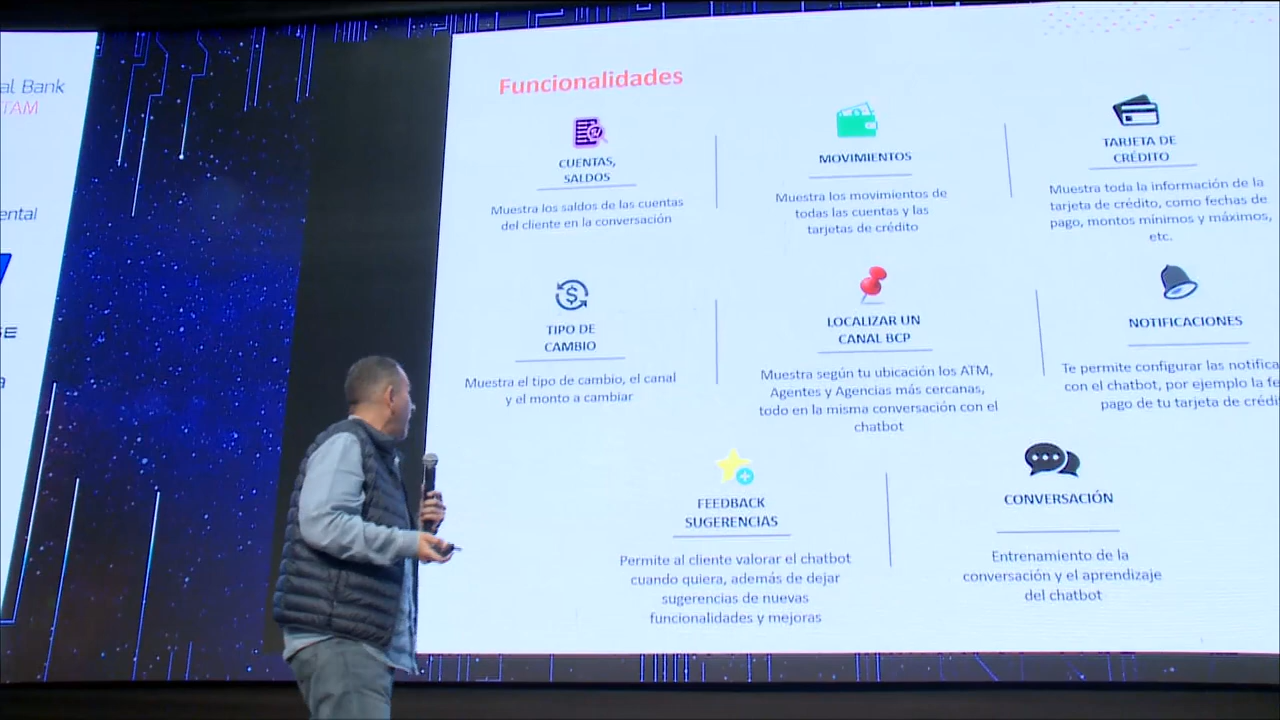 al Bank
TAM
ental
SE
a
Funcionalidades
CUENTAS,
SALDOS
Muestra los saldos de las cuentas
del cliente en la conversación
MOVIMIENTOS
Muestra los movimientos de
todas las cuentas y las
tarjetas de crédito
TARJETA DE
CRÉDITO
Muestra toda la información de la
tarjeta de crédito, como fechas de
pago, montos mínimos y máximos,
etc.
TIPO DE
CAMBIO
Muestra el tipo de cambio, el canal
y el monto a cambiar
LOCALIZAR UN
CANAL BCP
Muestra según tu ubicación los ATM,
Agentes y Agencias más cercanas,
todo en la misma conversación con el
chatbot
NOTIFICACIONES
Te permite configurar las notifica
con el chatbot, por ejemplo la fe
pago de tu tarjeta de crédi
FEEDBACK
SUGERENCIAS
Permite al cliente valorar el chatbot
cuando quiera, además de dejar
sugerencias de nuevas
funcionalidades y mejoras
CONVERSACIÓN
Entrenamiento de la
conversación y el aprendizaje
del chatbot